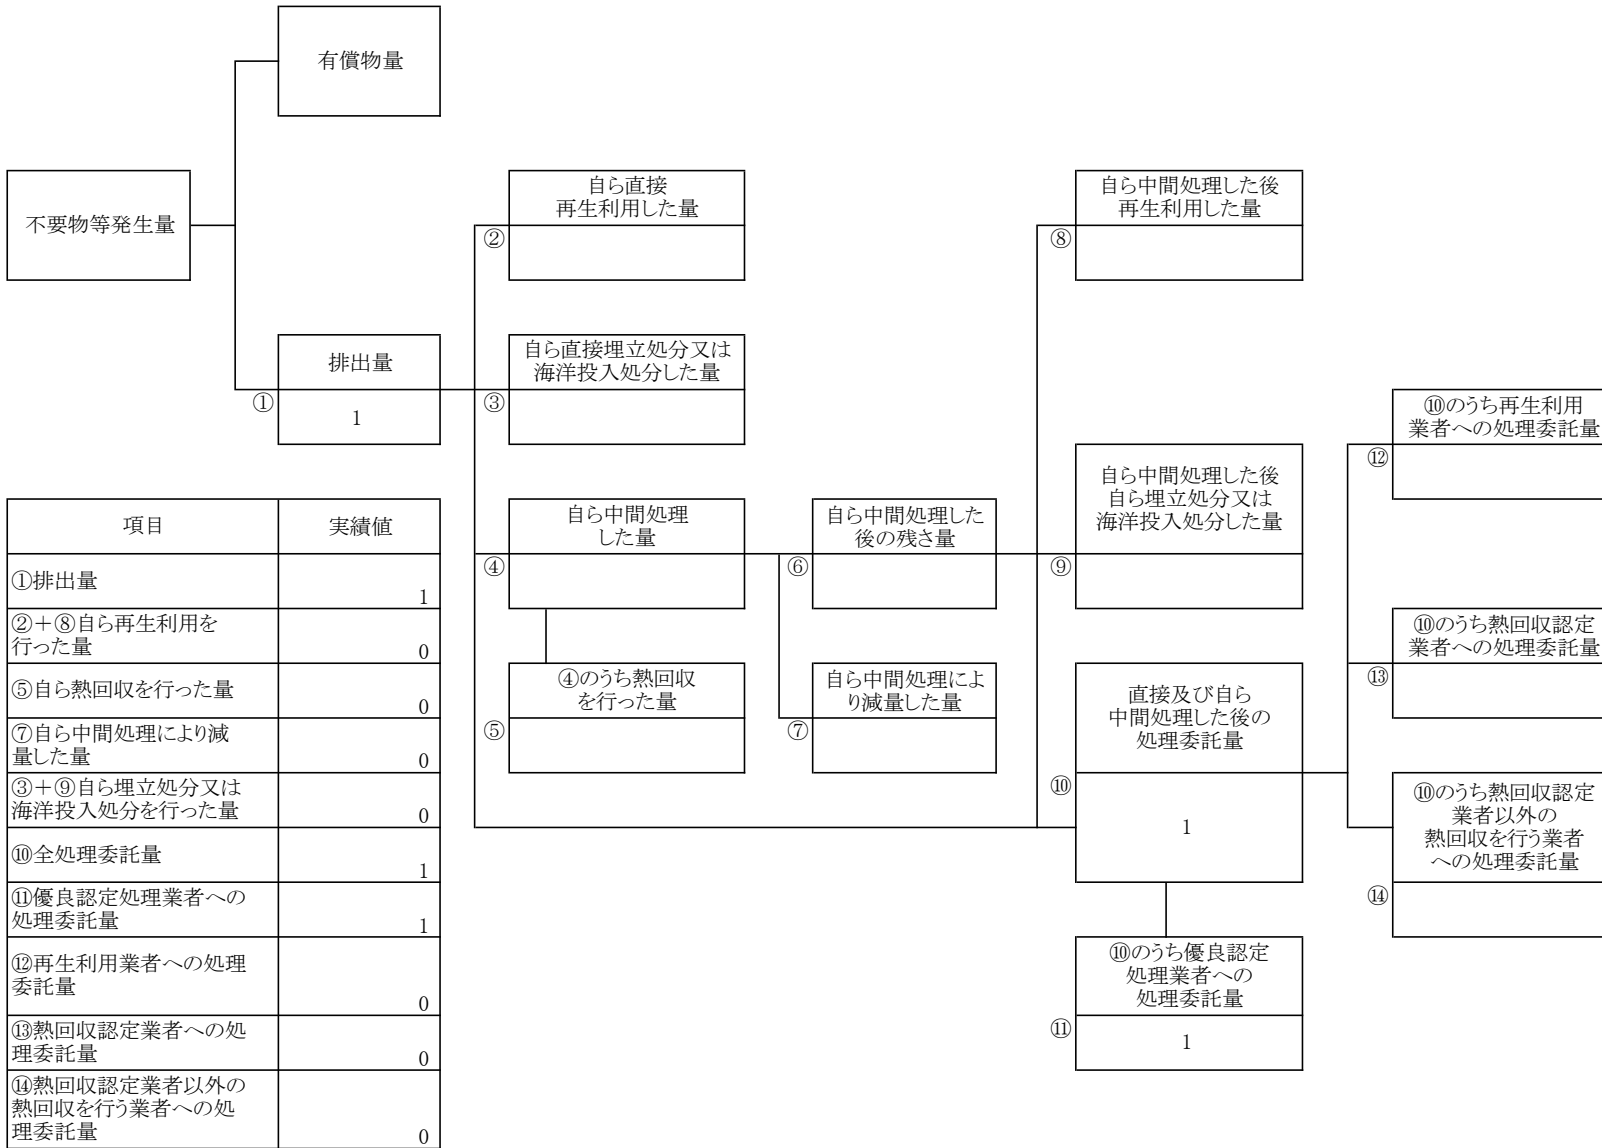 有償物量
不要物等発生量
自ら直接
再生利用した量
②
自ら中間処理した後
再生利用した量
⑧
排出量
①
1
自ら直接埋立処分又は
海洋投入処分した量
③
⑩のうち再生利用
業者への処理委託量
⑫
自ら中間処理
した量
④
自ら中間処理した
後の残さ量
⑥
自ら中間処理した後
自ら埋立処分又は
海洋投入処分した量
⑨
⑩のうち熱回収認定
業者への処理委託量
⑬
④のうち熱回収
を行った量
⑤
自ら中間処理によ
り減量した量
⑦
直接及び自ら
中間処理した後の
処理委託量
⑩
1
⑩のうち熱回収認定
業者以外の
熱回収を行う業者
への処理委託量
⑭
⑩のうち優良認定
処理業者への
処理委託量
⑪
1
項目 実績値
①排出量
1
②＋⑧自ら再生利用を
行った量
0
⑤自ら熱回収を行った量
0
⑦自ら中間処理により減
量した量
0
③＋⑨自ら埋立処分又は
海洋投入処分を行った量
0
⑩全処理委託量
1
⑪優良認定処理業者への
処理委託量
1
⑫再生利用業者への処理
委託量
0
⑬熱回収認定業者への処
理委託量
0
⑭熱回収認定業者以外の
熱回収を行う業者への処
理委託量
0